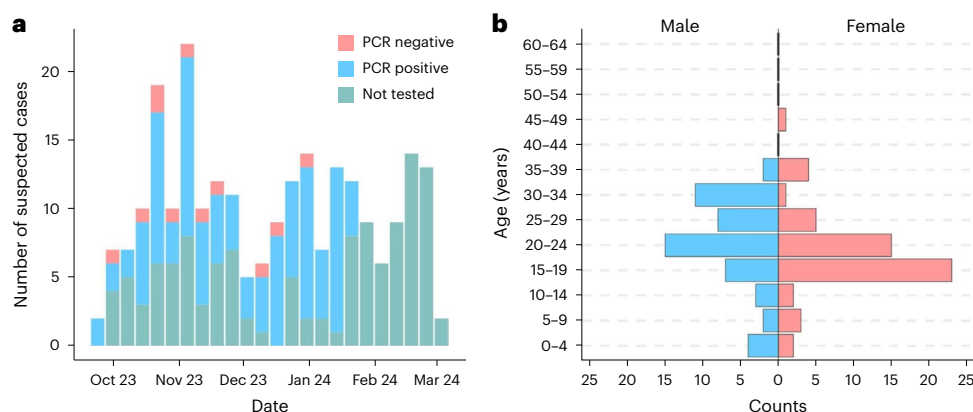 a
PCR negative
PCR positive
Not tested
Number of suspected cases
20
15
10
5
0
Oct 23 Nov 23 Dec 23 Jan 24 Feb 24 Mar 24
Date
b
Male Female
Age (years)
60–64
55–59
50–54
45–49
40–44
35–39
30–34
25–29
20–24
15–19
10–14
5–9
0–4
25 20 15 10 5 0 5 10 15 20 25
Counts